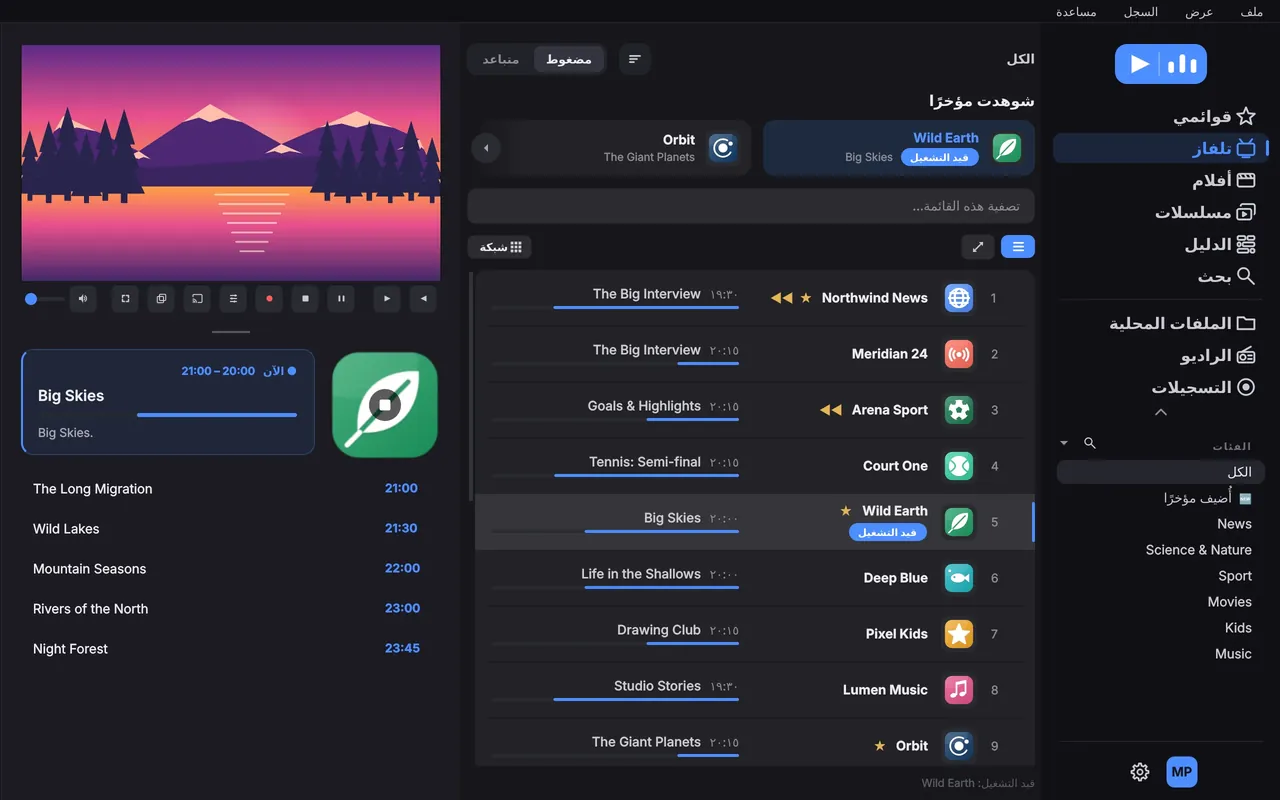 ملف عرض السجل مساعدة
قوائمي
تلفاز
أفلام
مسلسلات
الدليل
بحث
الملفات المحلية
الراديو
التسجيلات
الفئات
الكل
🆕 أُضيف مؤخرًا
News
Science & Nature
Sport
Movies
Kids
Music
MP
الكل
مضغوط متباعد
شوهدت مؤخرًا
Wild Earth
قيد التشغيل Big Skies
Orbit
The Giant Planets
تصفية هذه القائمة...
شبكة
1 Northwind News ١٩:٣٠ The Big Interview
2 Meridian 24 ٢٠:١٥ The Big Interview
3 Arena Sport ٢٠:١٥ Goals & Highlights
4 Court One ٢٠:١٥ Tennis: Semi-final
5 Wild Earth ٢٠:٠٠ Big Skies
قيد التشغيل
6 Deep Blue ٢٠:٠٠ Life in the Shallows
7 Pixel Kids ٢٠:١٥ Drawing Club
8 Lumen Music ١٩:٣٠ Studio Stories
9 Orbit ٢٠:١٥ The Giant Planets
قيد التشغيل: Wild Earth
الآن 20:00 – 21:00
Big Skies
Big Skies.
21:00 The Long Migration
21:30 Wild Lakes
22:00 Mountain Seasons
23:00 Rivers of the North
23:45 Night Forest